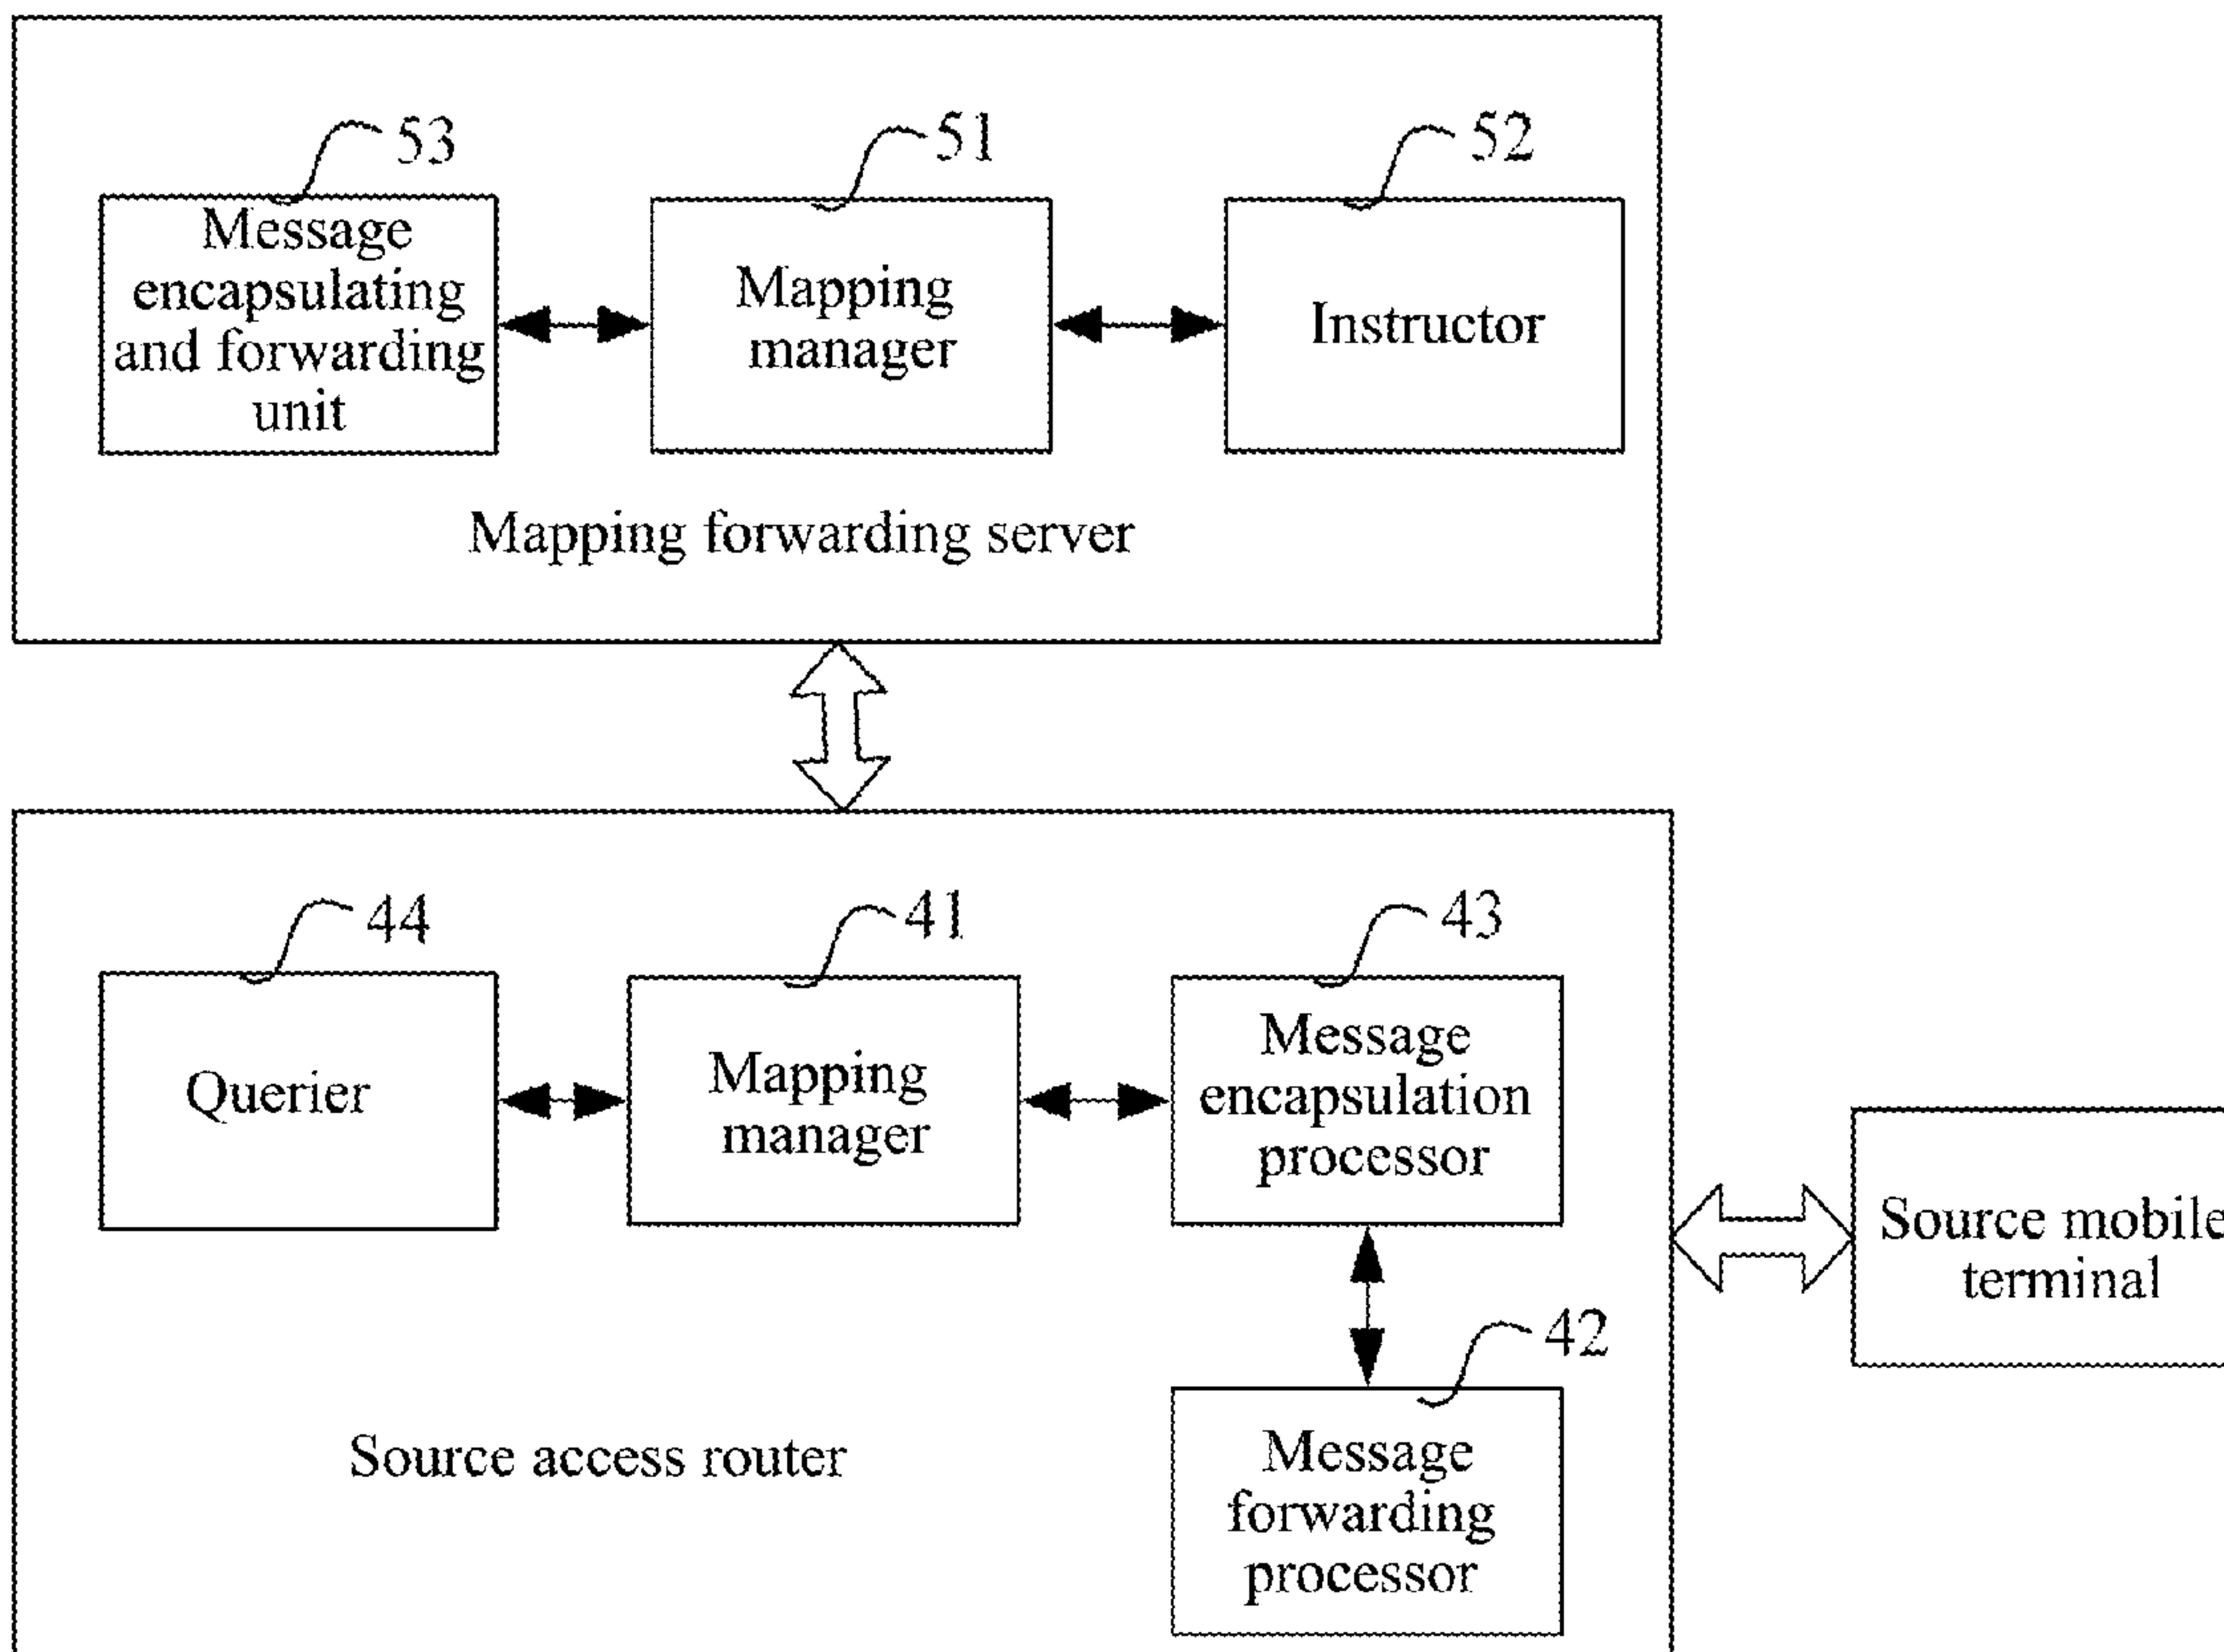 53
51
52
Message
encapsulating
and forwarding
unit
Mapping
manager
Instructor
Mapping forwarding server
44
41
43
Querier
Mapping
manager
Message
encapsulation
processor
Source mobile
terminal
42
Message
forwarding
processor
Source access router